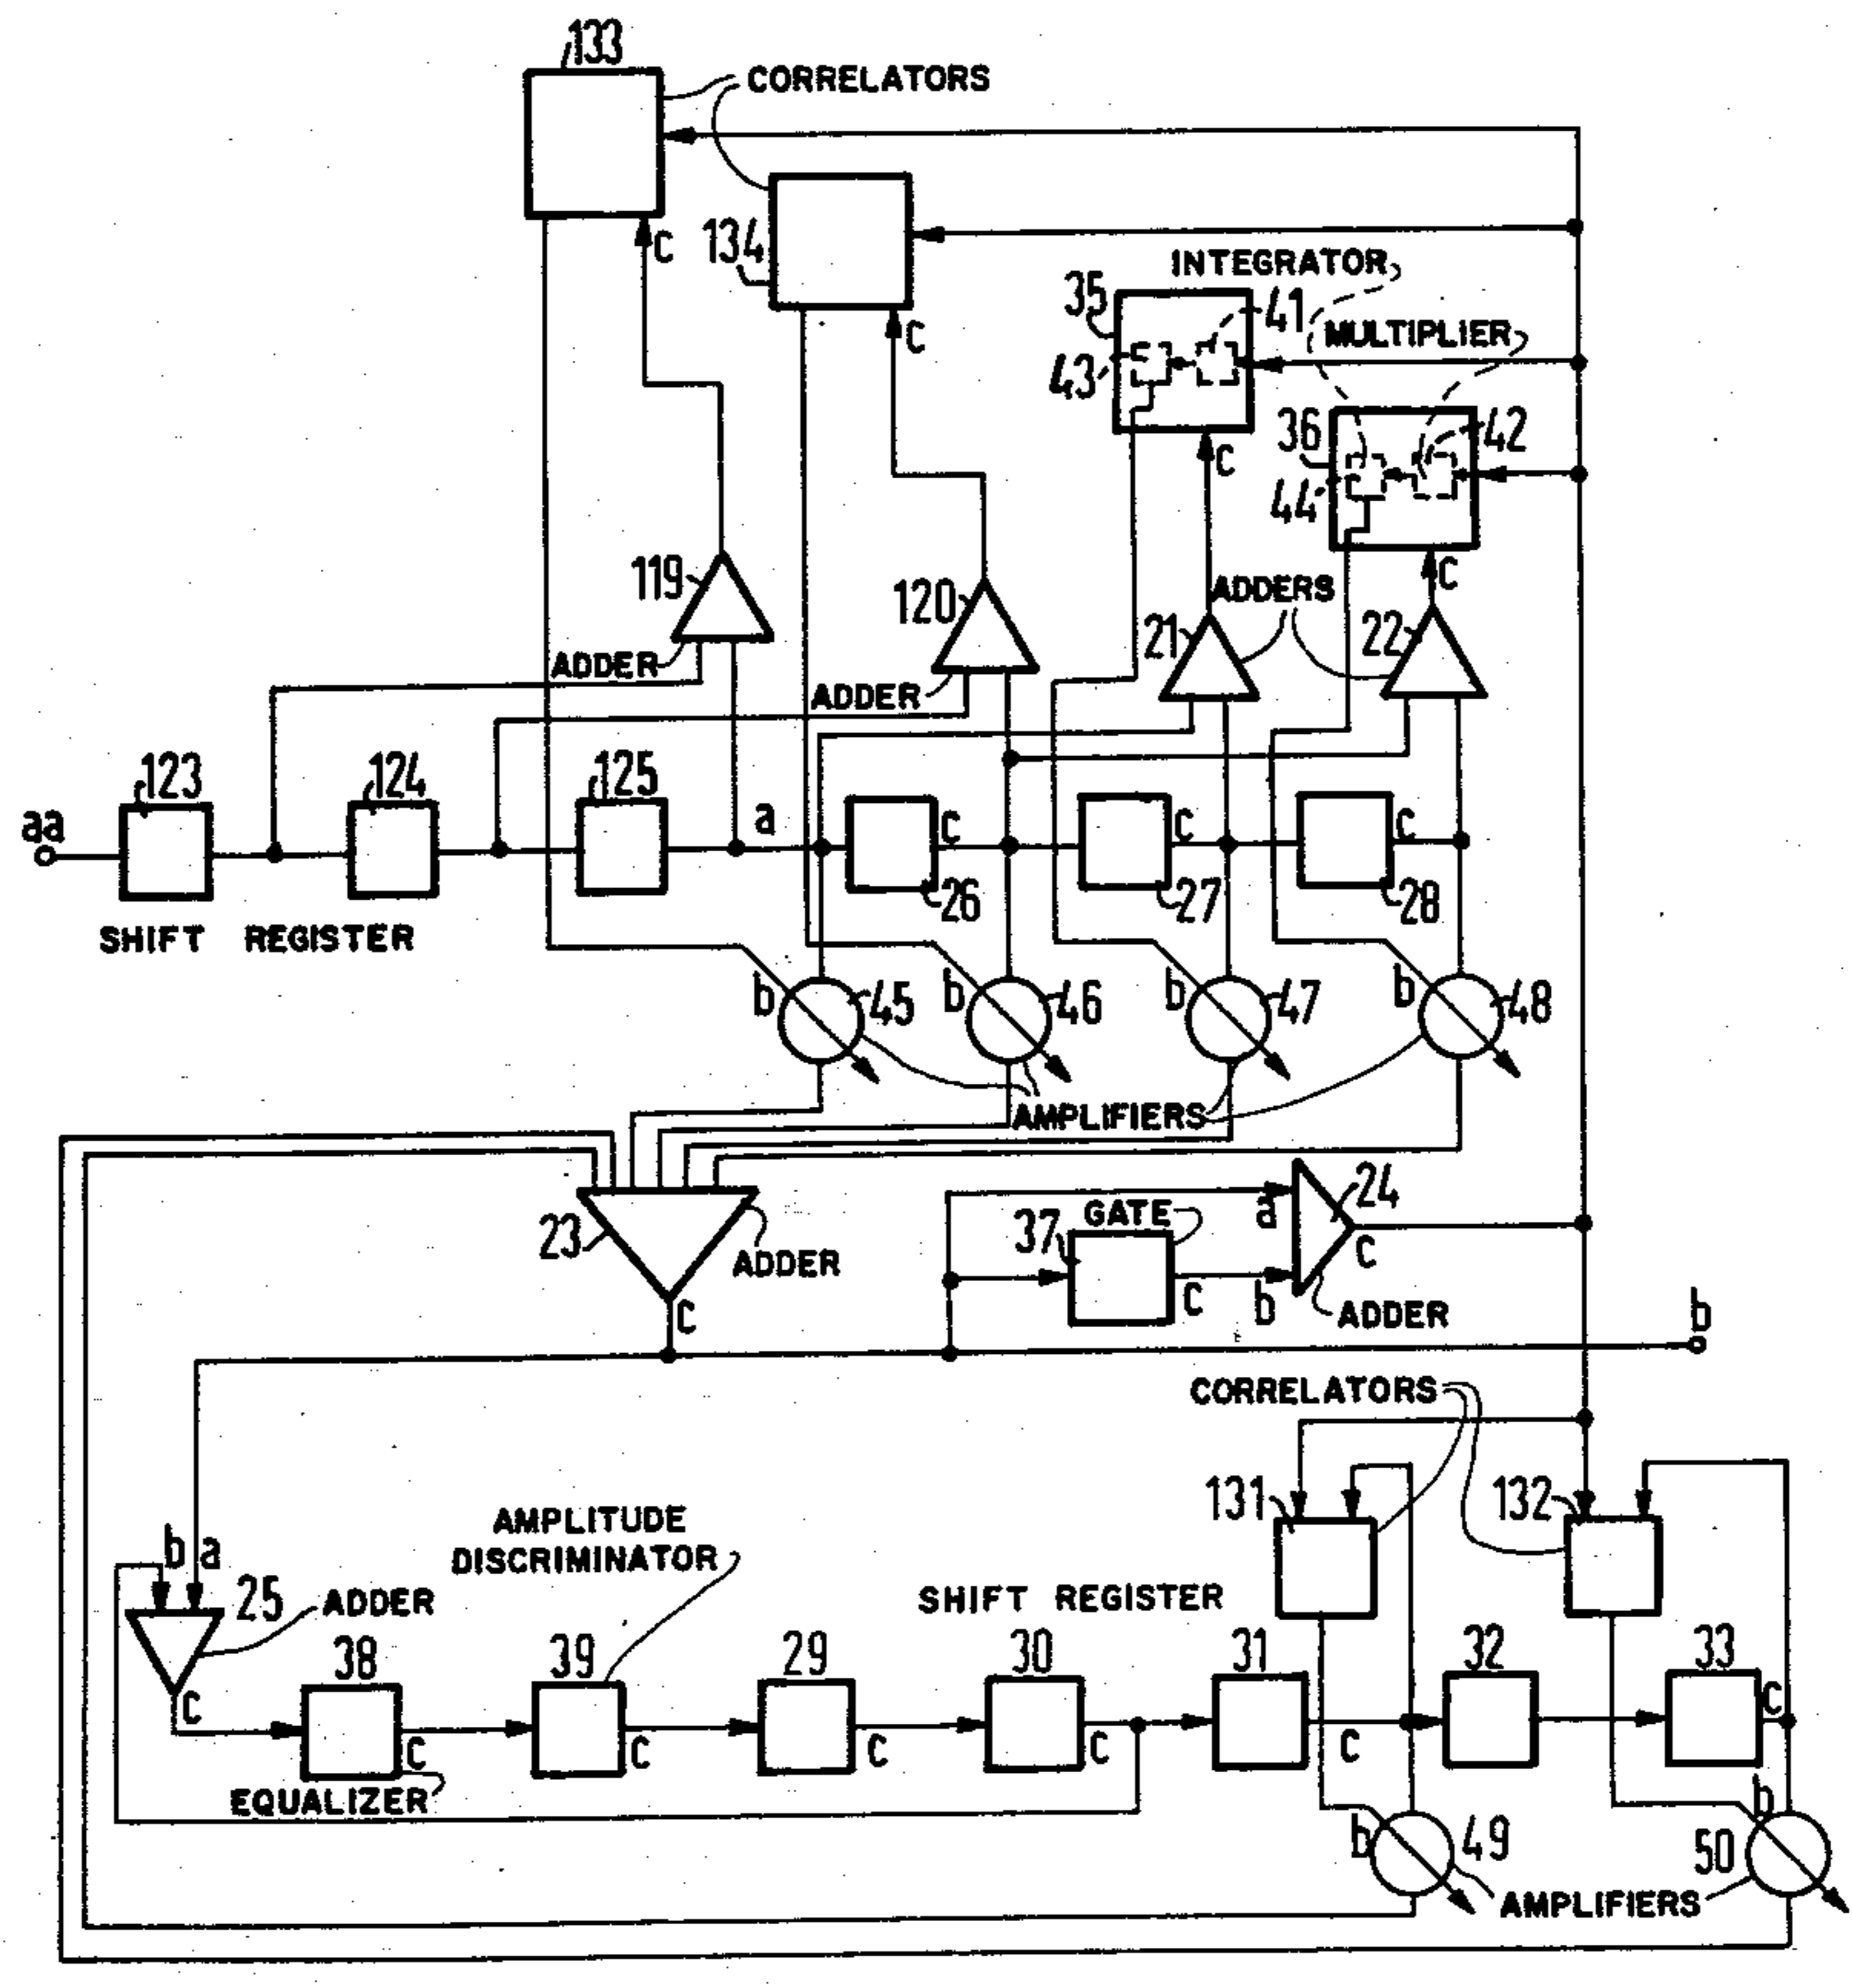 133
CORRELATORS
c
134
c
INTEGRATOR
35
41
MULTIPLIER
43
c
36
42
44
c
119
ADDER
120
ADDER
ADDERS
21
22
aa
123
124
125
a
c
26
c
27
c
28
SHIFT REGISTER
b
45
b
46
b
47
b
48
AMPLIFIERS
23
ADDER
c
37
GATE
c
a
b
24
c
ADDER
b
CORRELATORS
131
132
b a
25
ADDER
c
AMPLITUDE
DISCRIMINATOR
SHIFT REGISTER
38
c
EQUALIZER
39
c
29
c
30
c
31
c
32
33
c
b
49
b
50
AMPLIFIERS